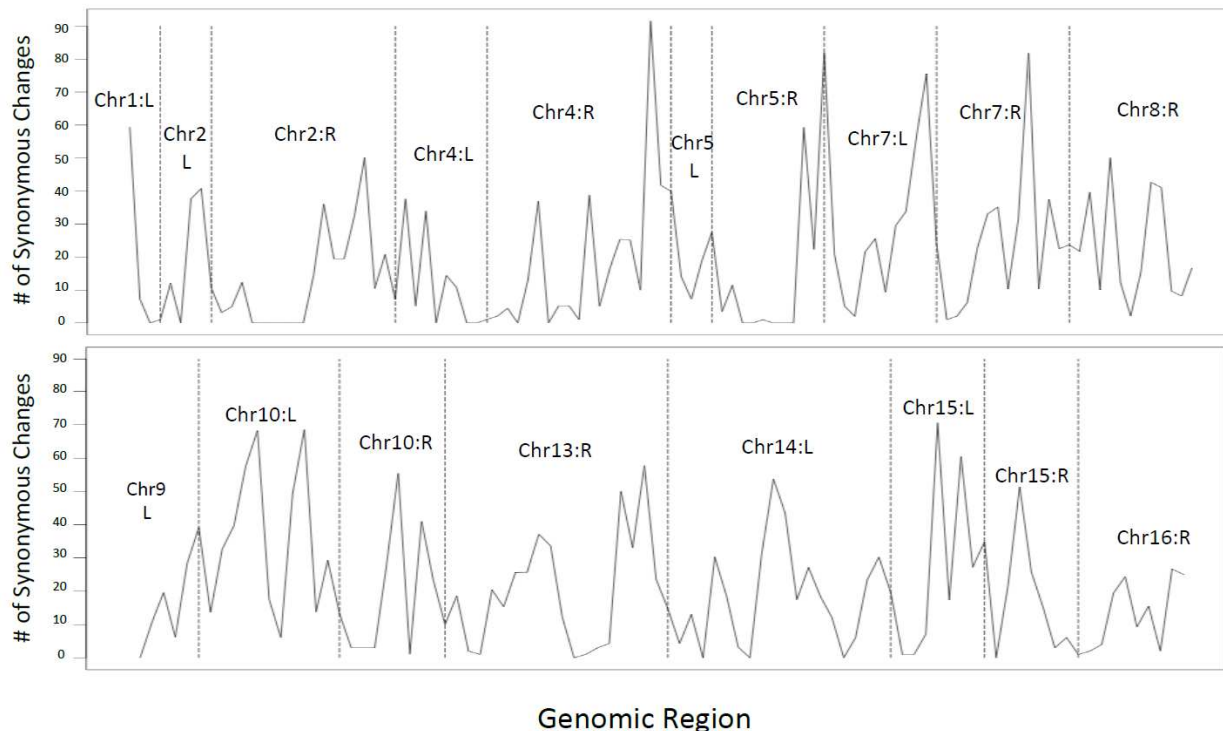 # of Synonymous Changes
90
80
70
60
50
40
30
20
10
0
Chr1:L
Chr2
L
Chr2:R
Chr4:L
Chr4:R
Chr5
L
Chr5:R
Chr7:L
Chr7:R
Chr8:R
# of Synonymous Changes
90
80
70
60
50
40
30
20
10
0
Chr9
L
Chr10:L
Chr10:R
Chr13:R
Chr14:L
Chr15:L
Chr15:R
Chr16:R
Genomic Region